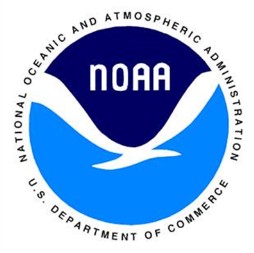 NATIONAL OCEANIC AND ATMOSPHERIC ADMINISTRATION
NOAA
U.S. DEPARTMENT OF COMMERCE